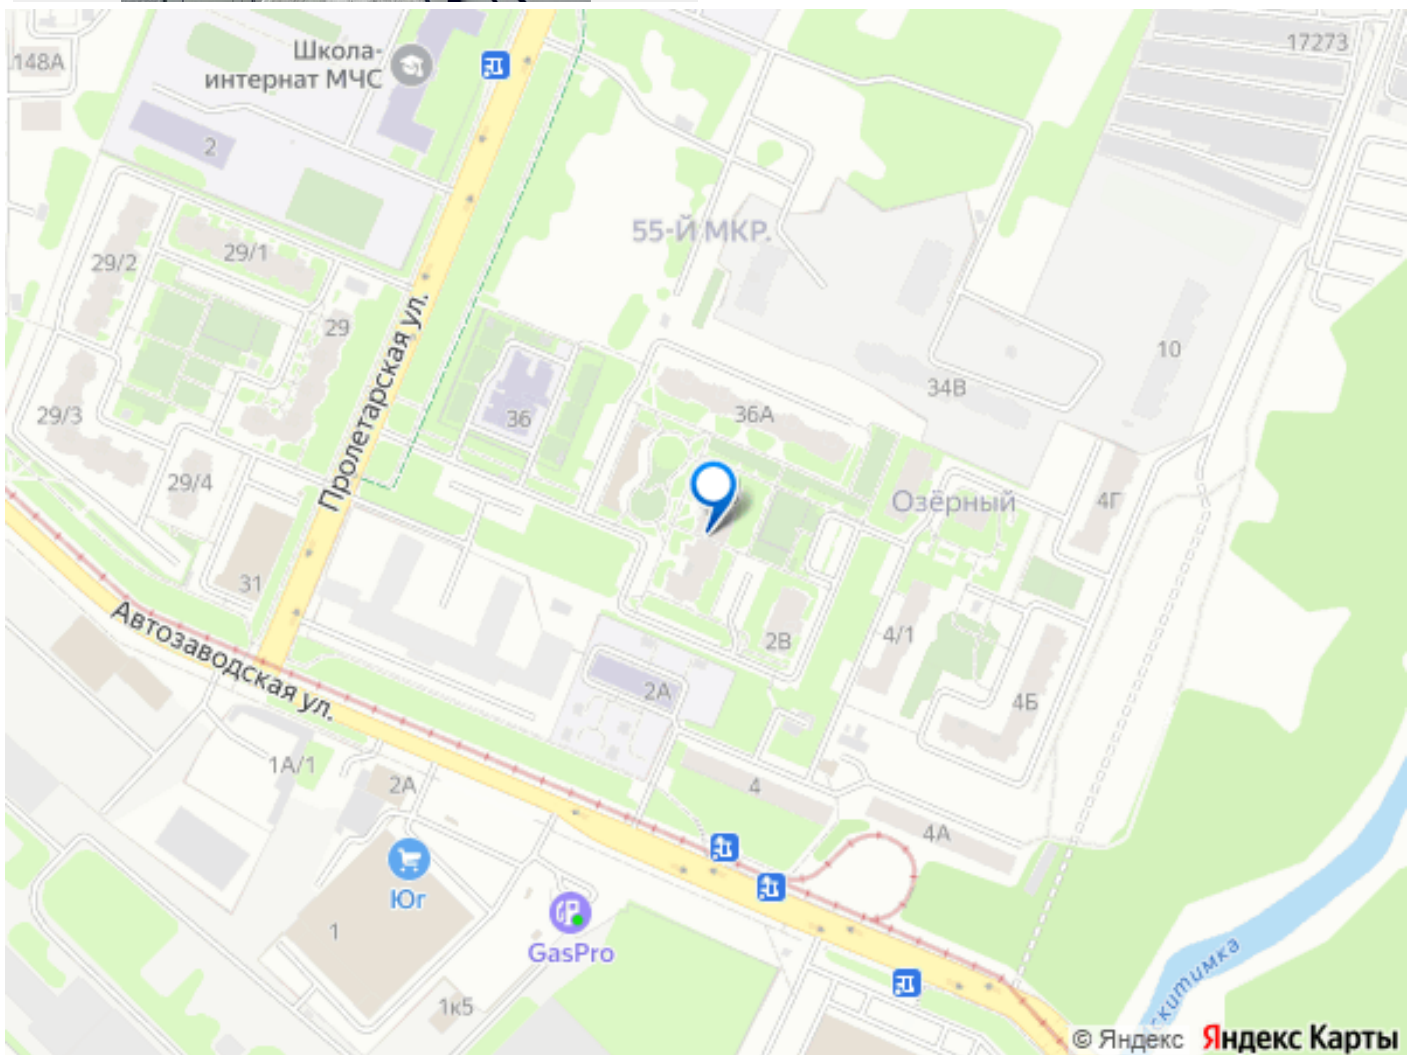 148А
Школа-
интернат МЧС
17273
2
55-Й МКР.
29/1
29/2
29
Пролетарская ул.
10
34В
36А
29/3
36
29/4
Озёрный
4Г
31
Автозаводская ул.
4/1
2В
2А
4Б
1А/1
2А
4
4А
Юг
1
GasPro
1к5
скитимка
© Яндекс Яндекс Карты